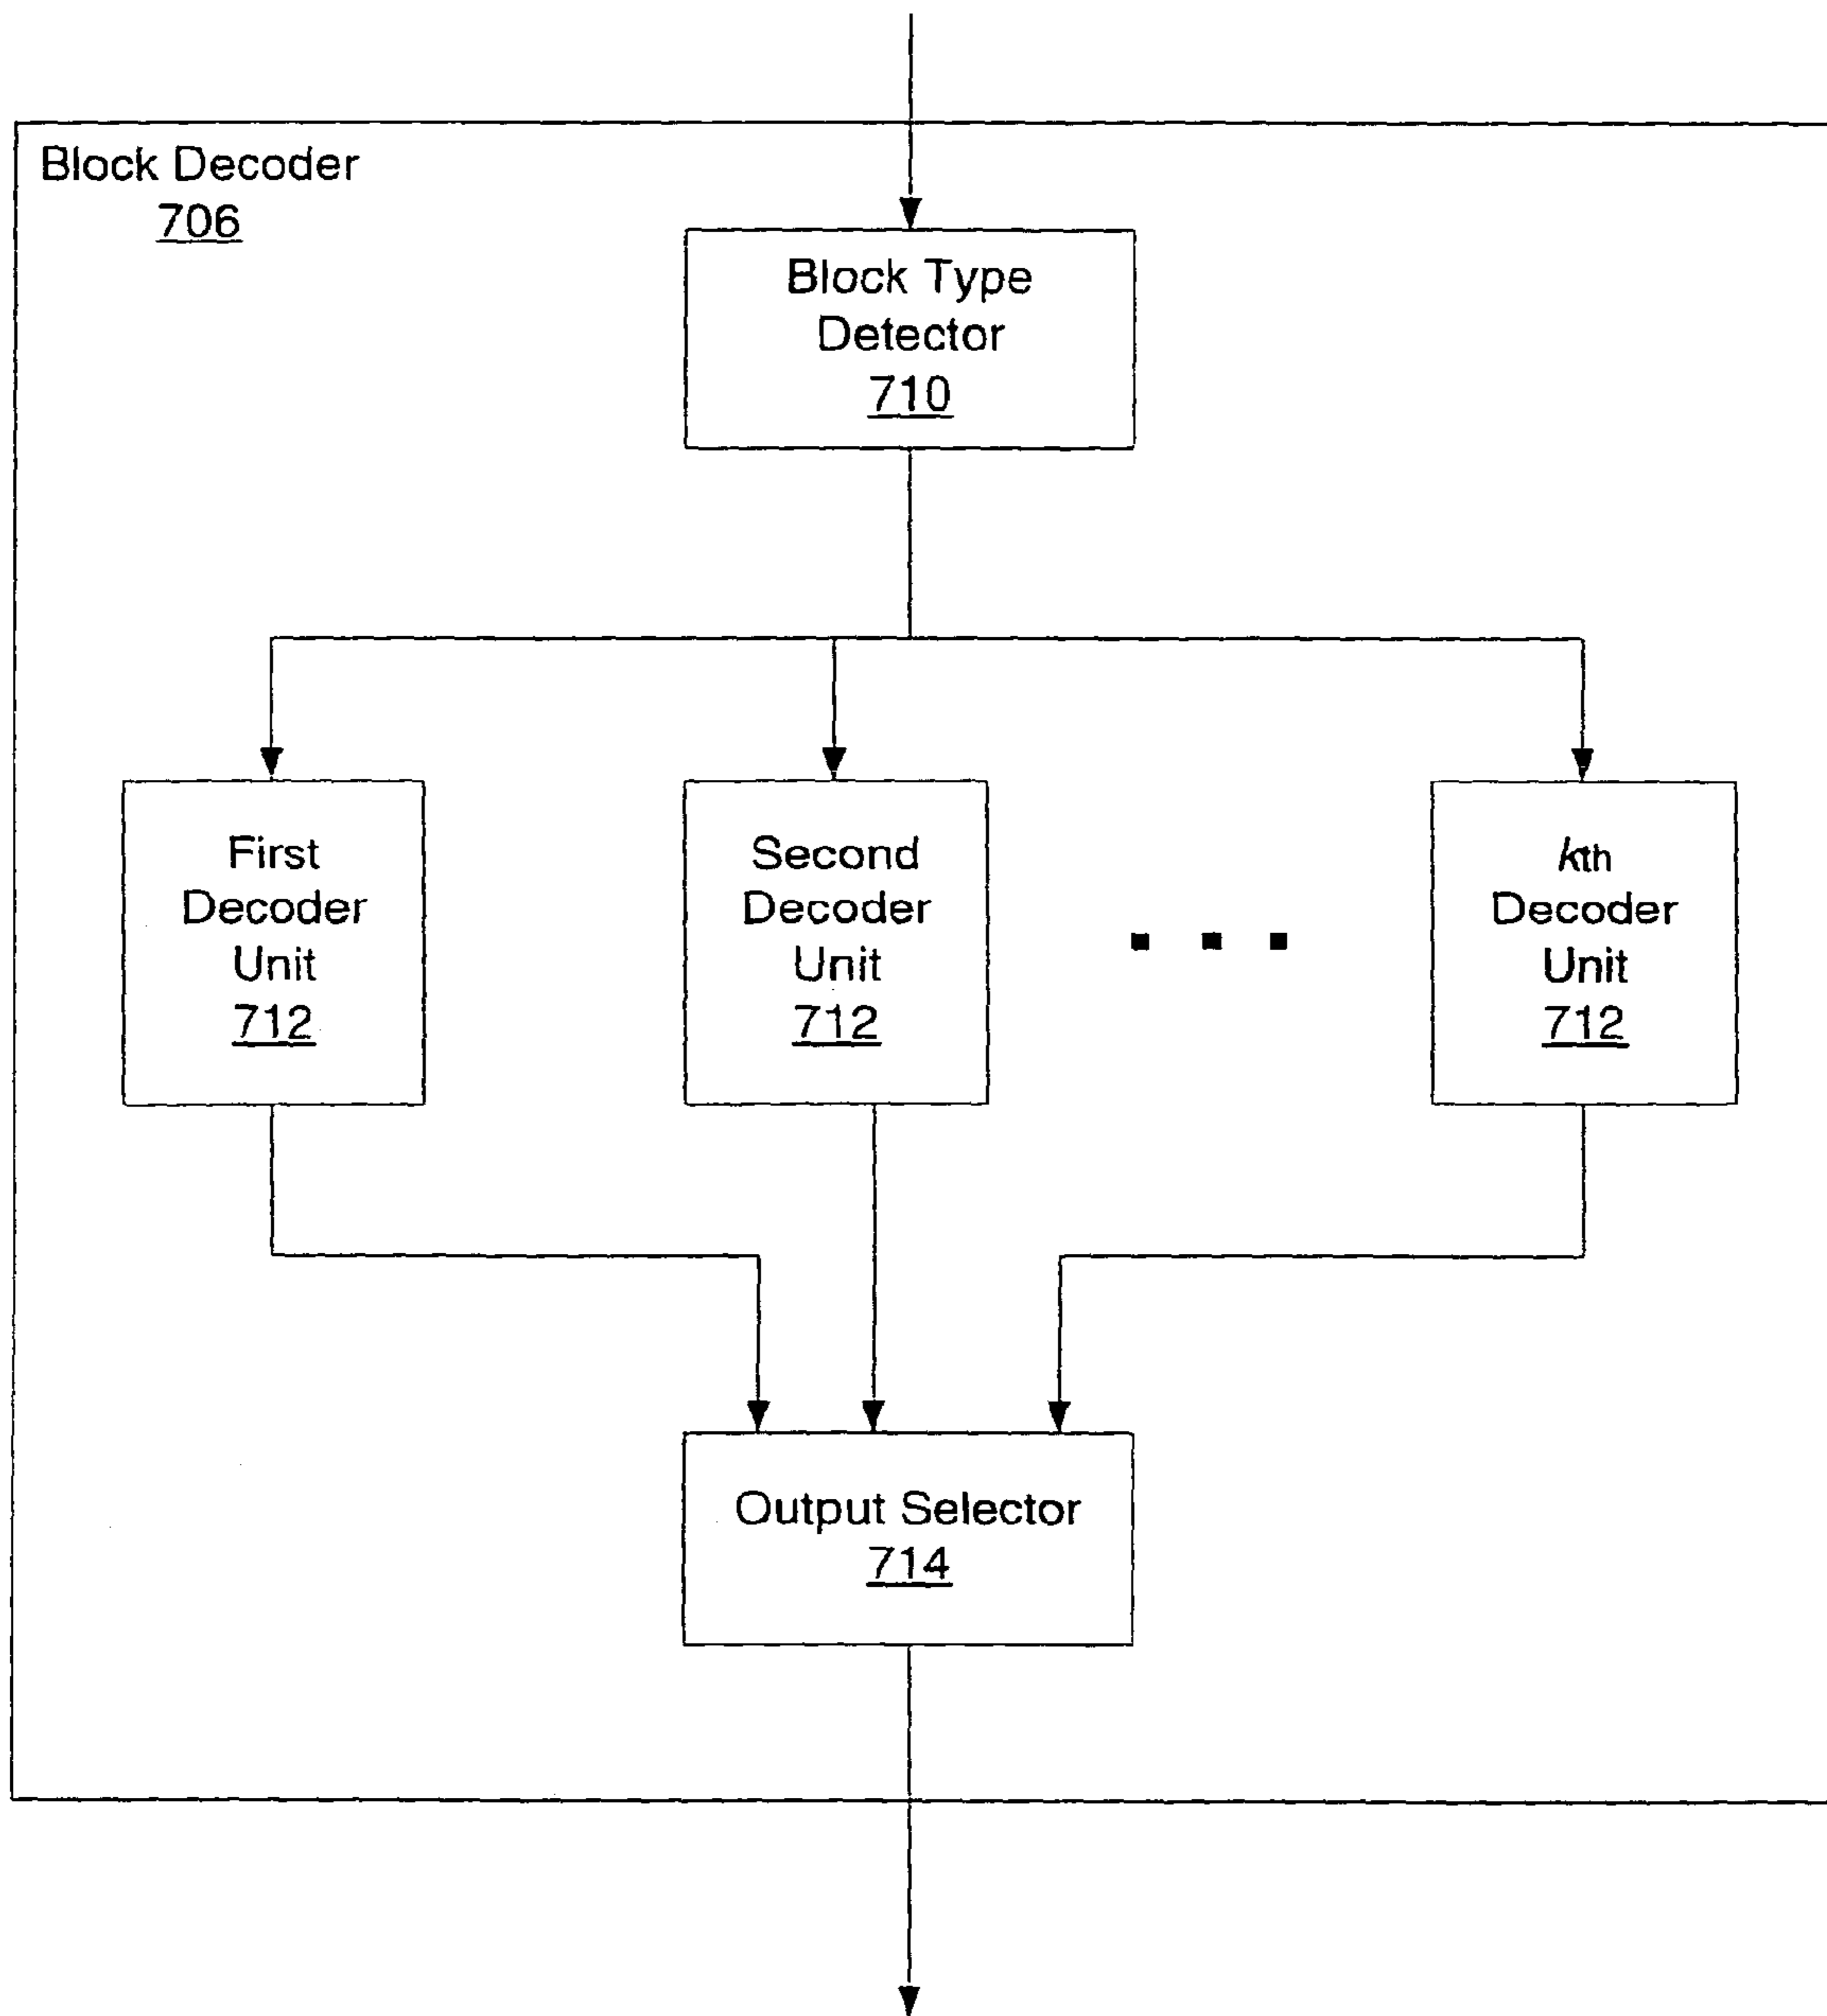 Block Decoder
706
Block Type
Detector
710
First
Decoder
Unit
712
Second
Decoder
Unit
712
kth
Decoder
Unit
712
Output Selector
714